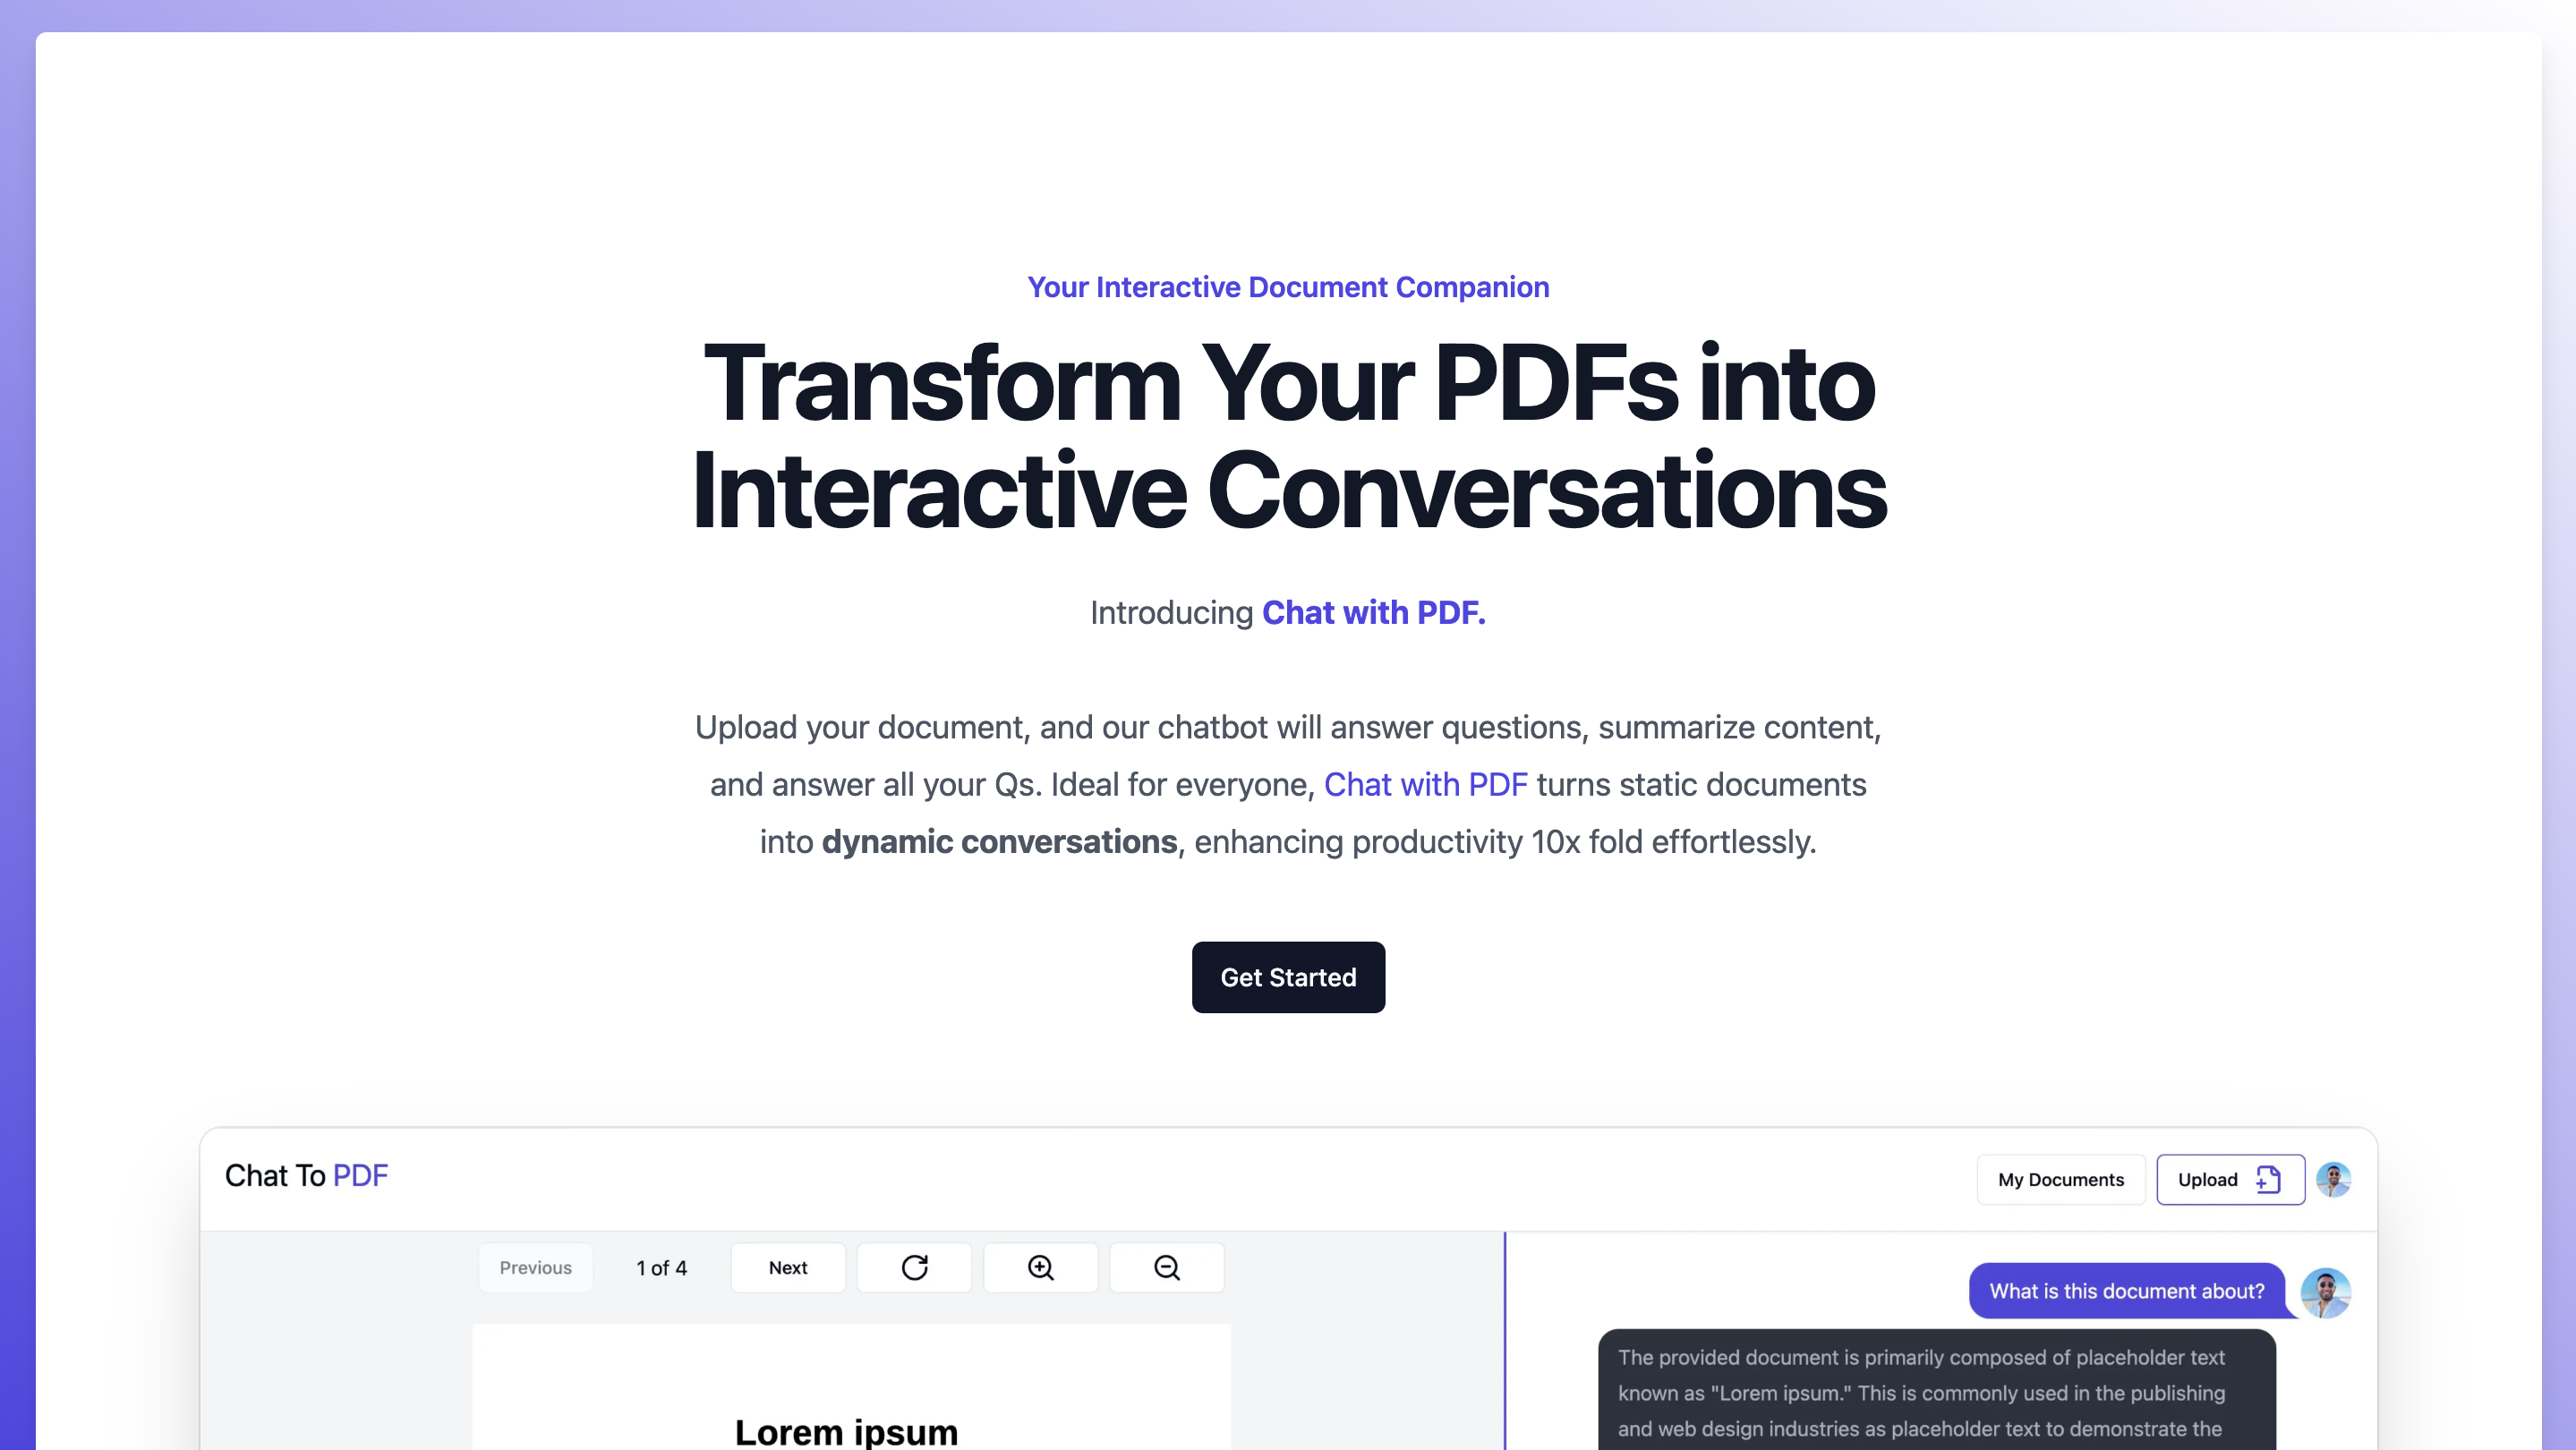 Your Interactive Document Companion
Transform Your PDFs into
Interactive Conversations
Introducing Chat with PDF.
Upload your document, and our chatbot will answer questions, summarize content,
and answer all your Qs. Ideal for everyone, Chat with PDF turns static documents
into dynamic conversations, enhancing productivity 10x fold effortlessly.
Get Started
Chat To PDF
My Documents
Upload
Previous
1 of 4
Next
Lorem ipsum
What is this document about?
The provided document is primarily composed of placeholder text
known as "Lorem ipsum." This is commonly used in the publishing
and web design industries as placeholder text to demonstrate the